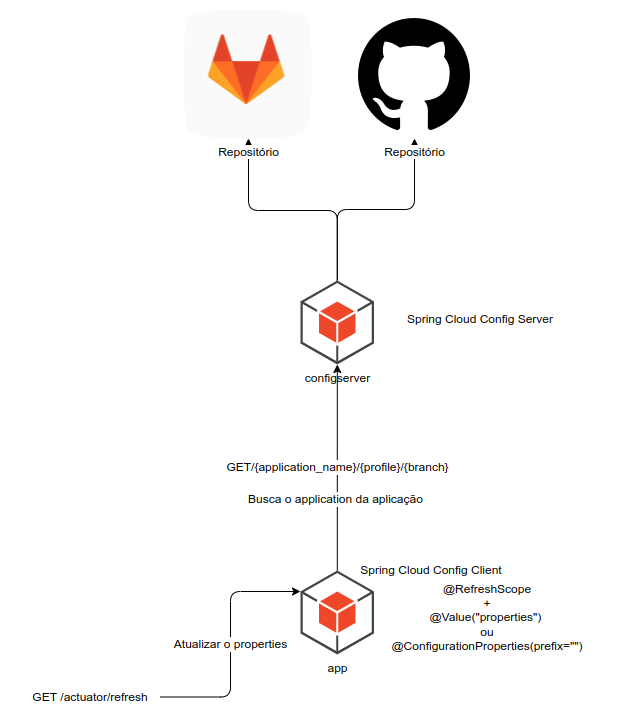 Repositório
Repositório
Spring Cloud Config Server
configserver
GET/{application_name}/{profile}/{branch}
Busca o application da aplicação
Spring Cloud Config Client
@RefreshScope
+
@Value("properties")
ou
@ConfigurationProperties(prefix="")
Atualizar o properties
app
GET /actuator/refresh